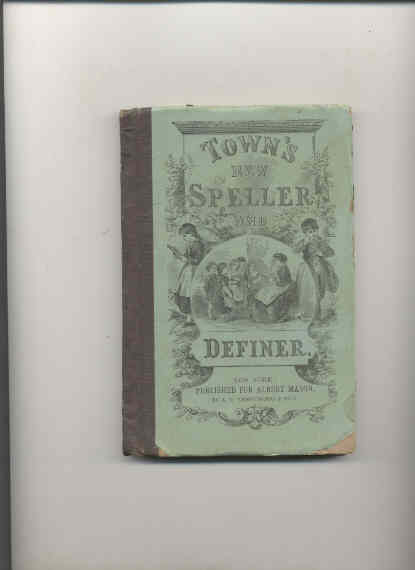 TOWN'S
NEW
SPELLER
AND
DEFINER.
NEW YORK:
PUBLISHED FOR ALBERT MASON,